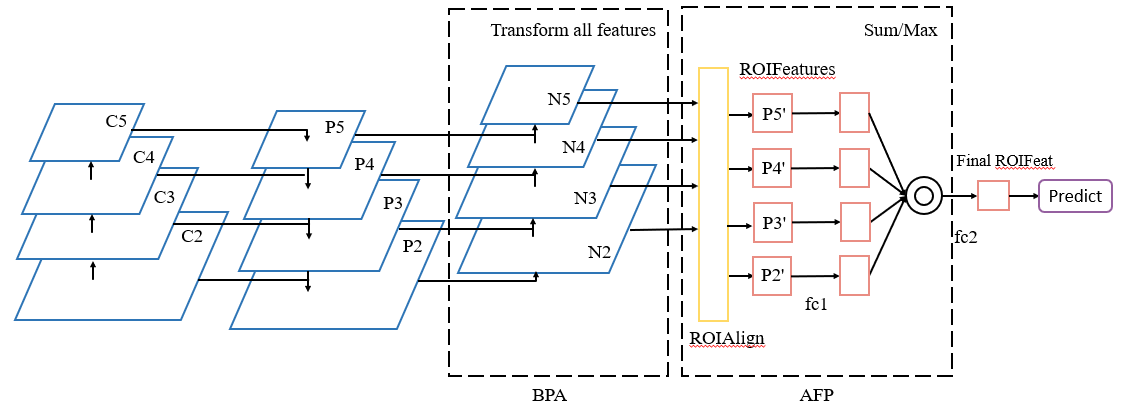 Transform all features
Sum/Max
ROIFeatures
C5
C4
C3
C2
P5
P4
P3
P2
N5
N4
N3
N2
P5'
P4'
P3'
P2'
fc1
Final ROIFeat
Predict
fc2
ROIAlign
BPA
AFP